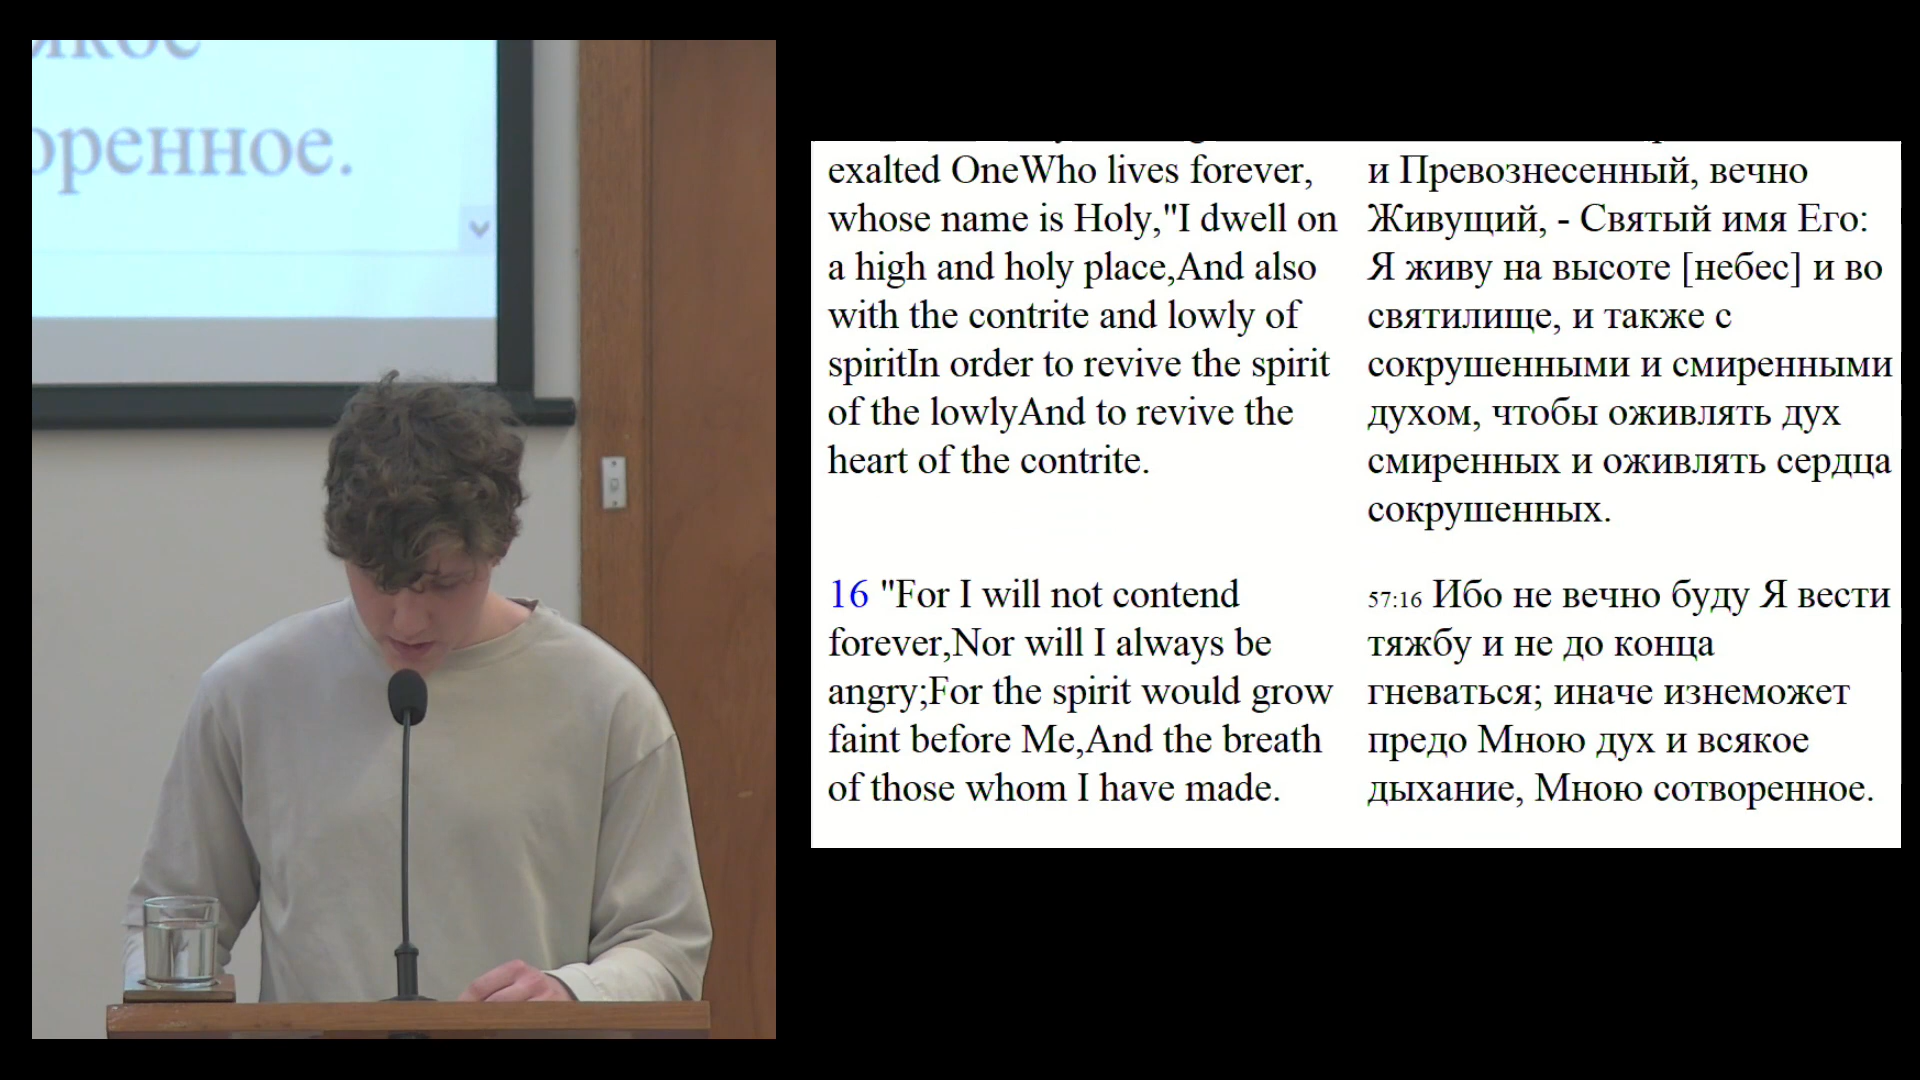 якое
оренное.
exalted OneWho lives forever,
whose name is Holy,"I dwell on
a high and holy place,And also
with the contrite and lowly of
spiritIn order to revive the spirit
of the lowlyAnd to revive the
heart of the contrite.
16 "For I will not contend
forever,Nor will I always be
angry;For the spirit would grow
faint before Me,And the breath
of those whom I have made.
и Превознесенный, вечно
Живущий, - Святый имя Его:
Я живу на высоте [небес] и во
святилище, и также с
сокрушенными и смиренными
духом, чтобы оживлять дух
смиренных и оживлять сердца
сокрушенных.
57:16 Ибо не вечно буду Я вести
тяжбу и не до конца
гневаться; иначе изнеможет
предо Мною дух и всякое
дыхание, Мною сотворенное.